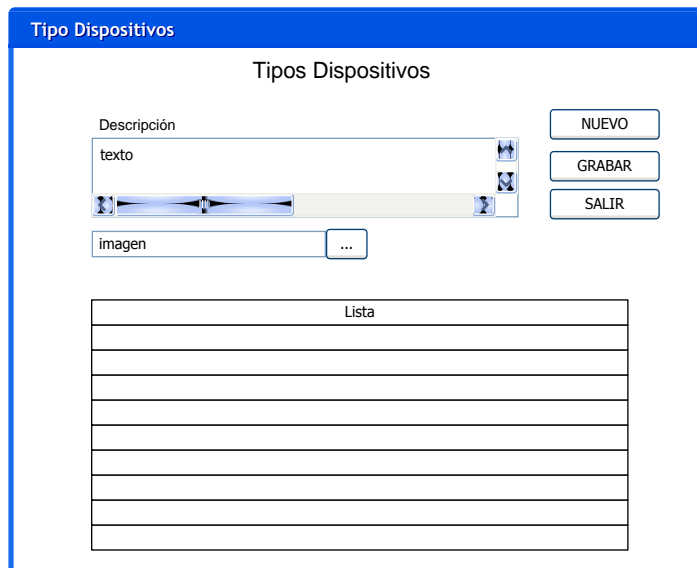 Tipo Dispositivos
Tipos Dispositivos
Descripción
texto
NUEVO
GRABAR
SALIR
imagen
...
Lista